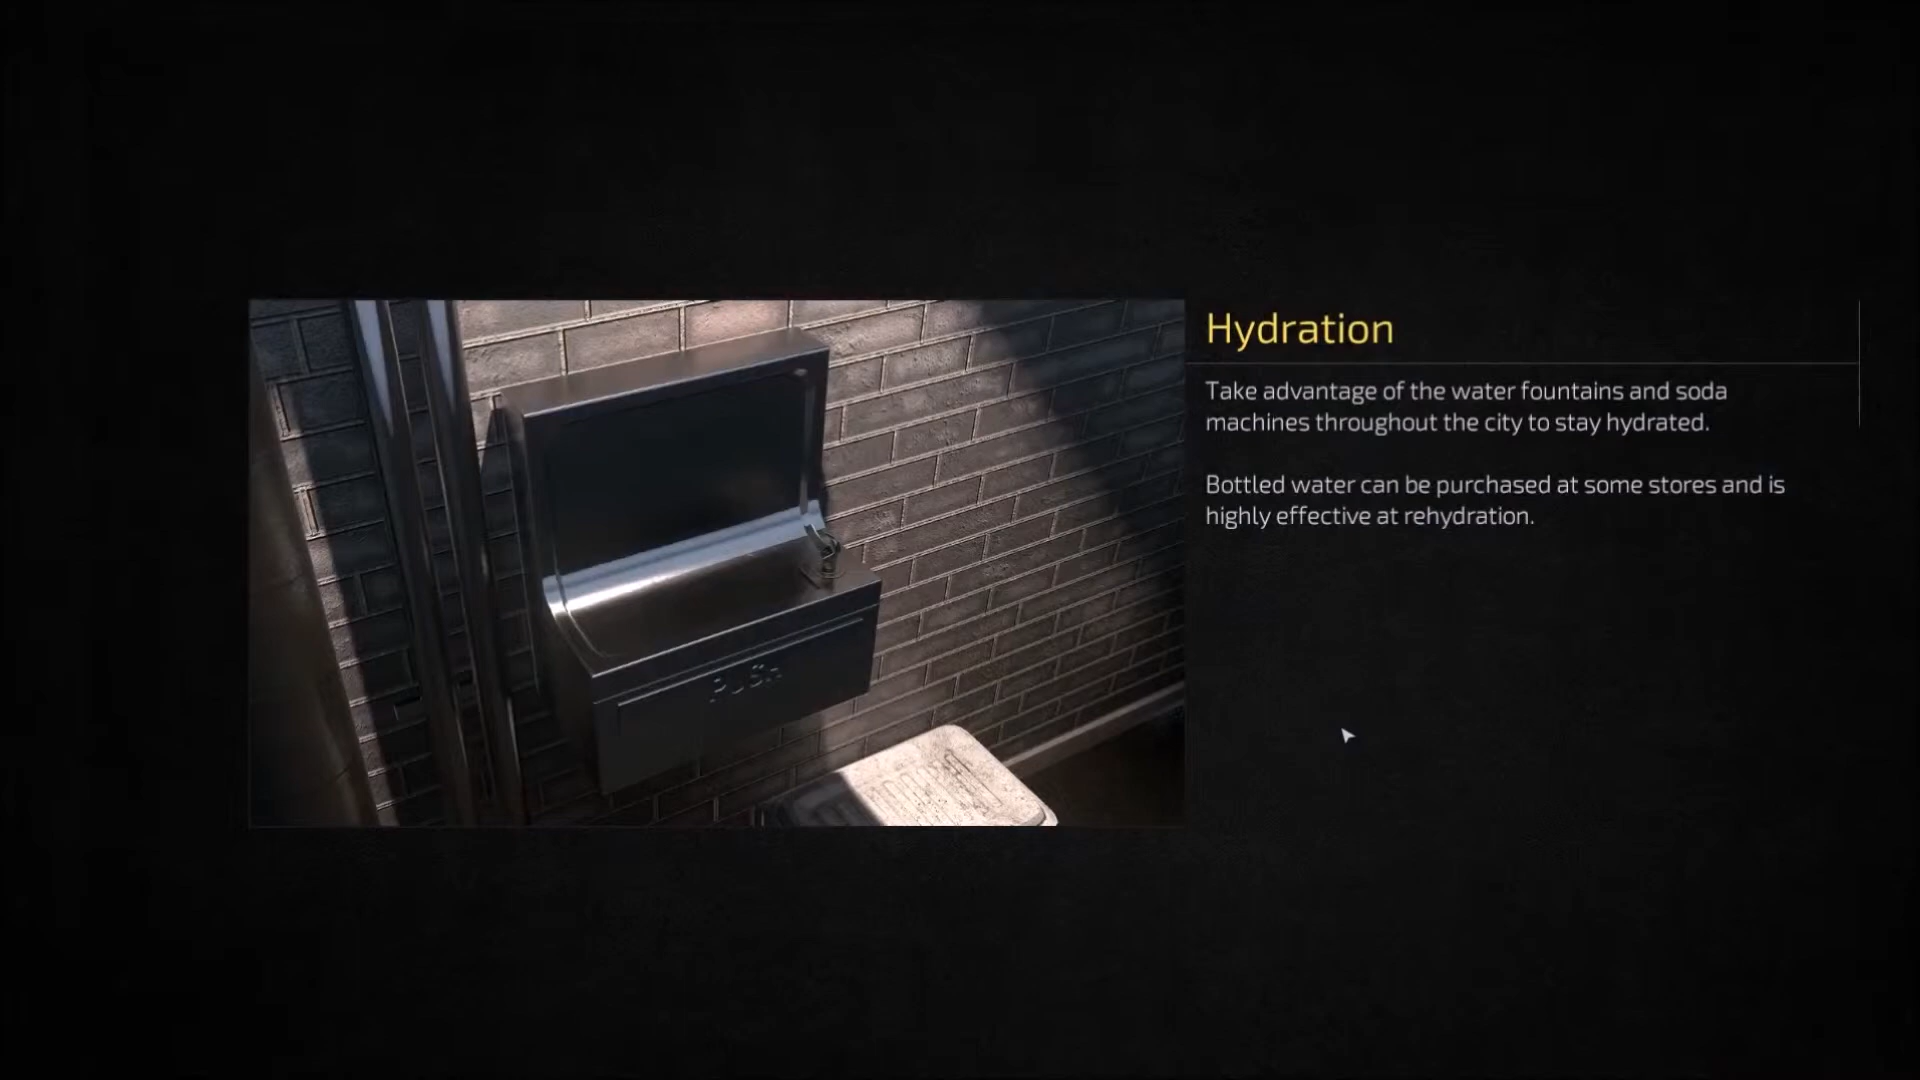 Hydration
Take advantage of the water fountains and soda
machines throughout the city to stay hydrated.
Bottled water can be purchased at some stores and is
highly effective at rehydration.
PUSH